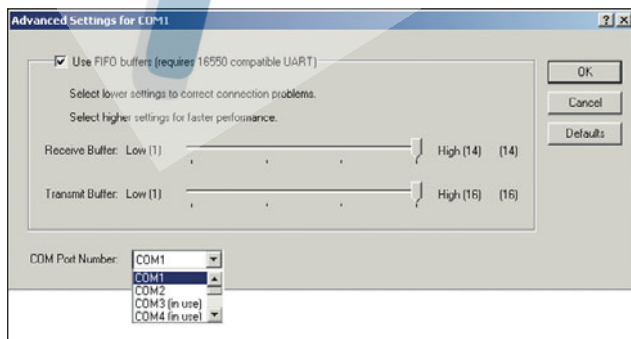 Advanced Settings for COM1
Use FIFO buffers (requires 16550 compatible UART)
Select lower settings to correct connection problems.
Select higher settings for faster performance.
Receive Buffer: Low (1) High (14) (14)
Transmit Buffer: Low (1) High (16) (16)
OK
Cancel
Defaults
COM Port Number: COM1
COM1
COM2
COM3 (in use)
COM4 (in use)